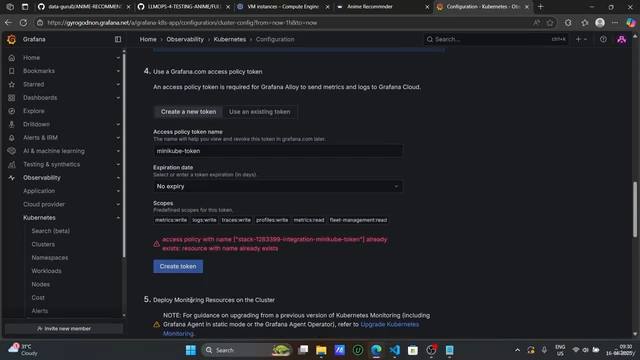 data-guru0/ANIME-RECOMMEN
LLMOPS-4-TESTING-ANIME/FUL
VM instances – Compute Engine
Anime Recommnder
Configuration - Kubernetes - Obser
https://gyrogodnon.grafana.net/a/grafana-k8s-app/configuration/cluster-config?from=now-1h&to=now
Grafana
Home > Observability > Kubernetes > Configuration
Search...
ctrl+k
Home
Bookmarks
Starred
Dashboards
Explore
Drilldown
Alerts & IRM
AI & machine learning
Testing & synthetics
Observability
Application
Cloud provider
Kubernetes
Search (beta)
Clusters
Namespaces
Workloads
Nodes
Cost
Alerts
Invite new member
4. Use a Grafana.com access policy token
An access policy token is required for Grafana Alloy to send metrics and logs to Grafana Cloud.
Create a new token
Use an existing token
Access policy token name
The name will help you view and revoke this token in grafana.com later.
minikube-token
Expiration date
Select or enter a token expiration (in days).
No expiry
Scopes
Predefined scopes for this token.
metrics:write logs:write traces:write profiles:write metrics:read fleet-management:read
access policy with name ["stack-1283399-integration-minikube-token"] already
exists: resource with name already exists
Create token
5. Deploy Monitoring Resources on the Cluster
NOTE: For guidance on upgrading from a previous version of Kubernetes Monitoring (including
Grafana Agent in static mode or the Grafana Agent Operator), refer to Upgrade Kubernetes
Monitoring.
31°C
Cloudy
Search
ENG
US
09:30